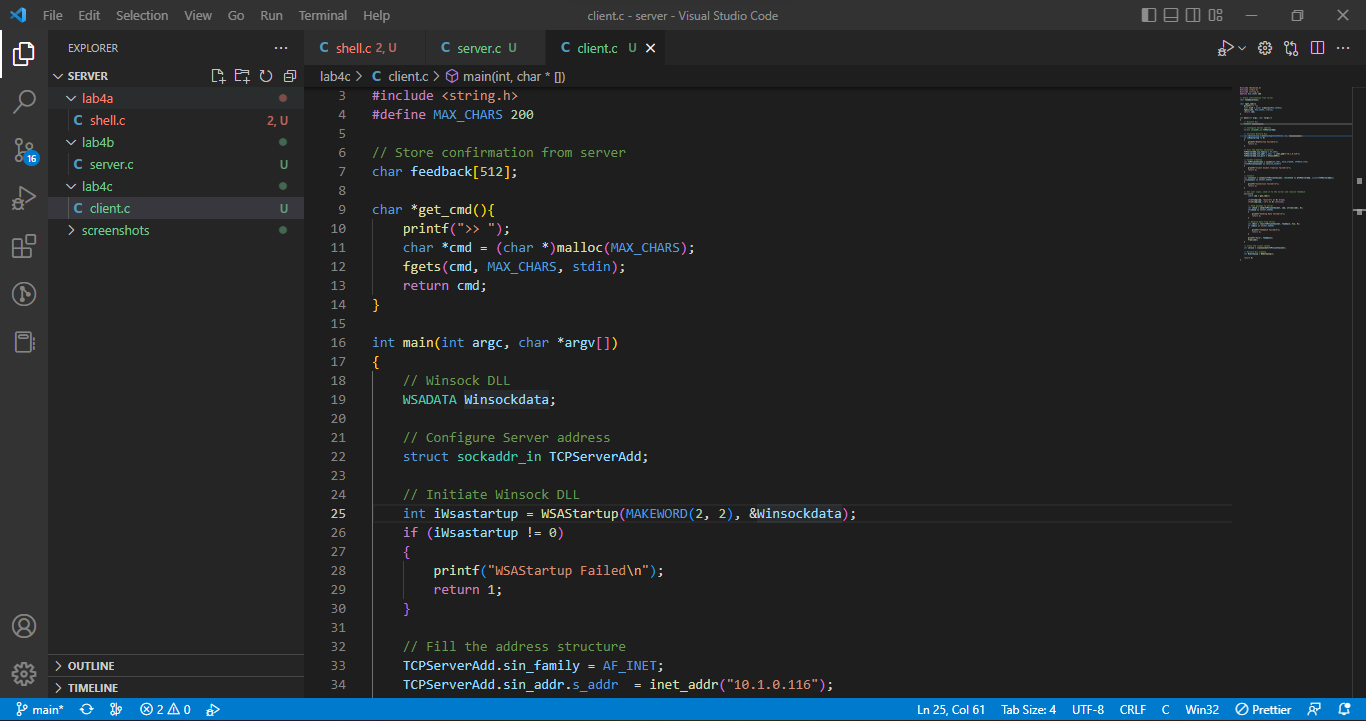 File Edit Selection View Go Run Terminal Help
client.c - server - Visual Studio Code
EXPLORER
SERVER
lab4a
shell.c 2, U
lab4b
server.c U
lab4c
client.c U
screenshots
OUTLINE
TIMELINE
16
C shell.c 2, U
C server.c U
C client.c U
lab4c > C client.c > main(int, char * [])
3 #include <string.h>
4 #define MAX_CHARS 200
5
6 // Store confirmation from server
7 char feedback[512];
8
9 char *get_cmd(){
10 printf(">> ");
11 char *cmd = (char *)malloc(MAX_CHARS);
12 fgets(cmd, MAX_CHARS, stdin);
13 return cmd;
14 }
15
16 int main(int argc, char *argv[])
17 {
18 // Winsock DLL
19 WSADATA Winsockdata;
20
21 // Configure Server address
22 struct sockaddr_in TCPServerAdd;
23
24 // Initiate Winsock DLL
25 int iWsastartup = WSAStartup(MAKEWORD(2, 2), &Winsockdata);
26 if (iWsastartup != 0)
27 {
28 printf("WSAStartup Failed\n");
29 return 1;
30 }
31
32 // Fill the address structure
33 TCPServerAdd.sin_family = AF_INET;
34 TCPServerAdd.sin_addr.s_addr  = inet_addr("10.1.0.116");
main* 2 0 Ln 25, Col 61 Tab Size: 4 UTF-8 CRLF C Win32 Prettier